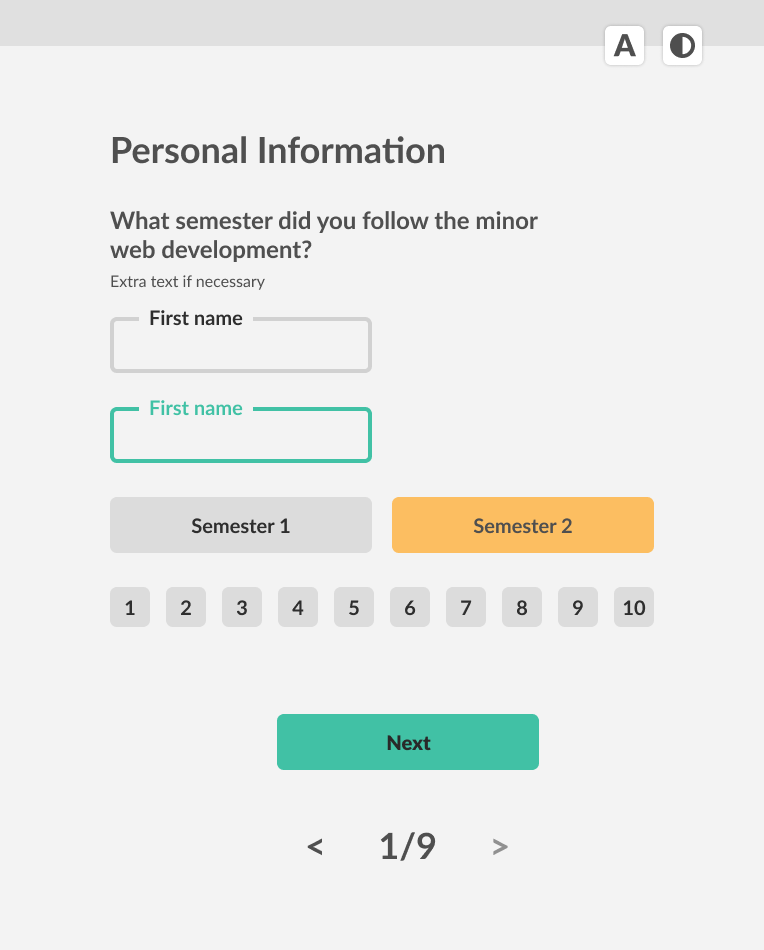 A
Personal Information
What semester did you follow the minor
web development?
Extra text if necessary
First name
First name
Semester 1 Semester 2
1 2 3 4 5 6 7 8 9 10
Next
< 1/9 >